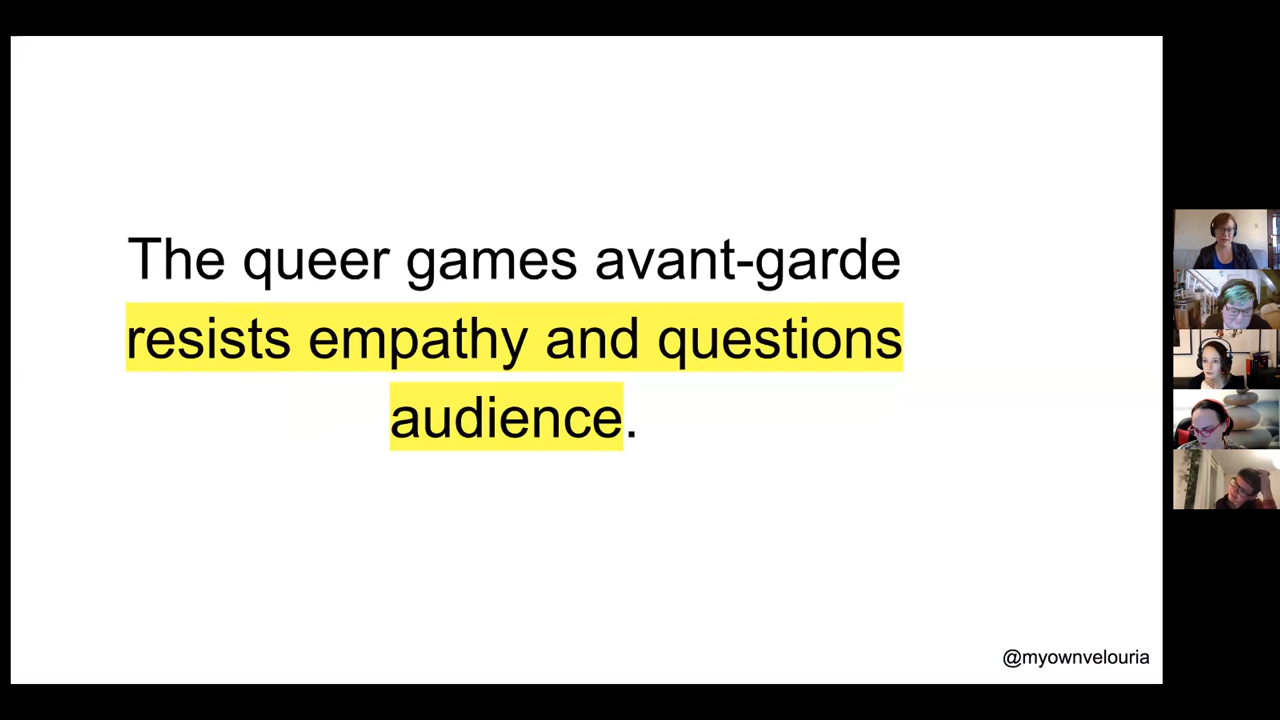 The queer games avant-garde
resists empathy and questions
audience.
@myownvelouria